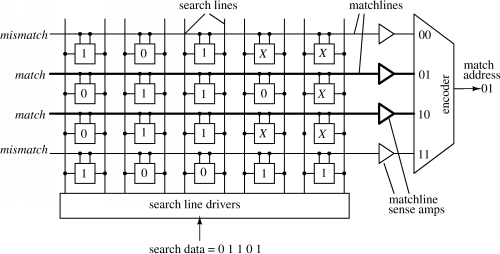 search lines matchlines
mismatch 00
1 0 1 X X
match 01
0 1 1 0 X
match 10
0 1 1 X X
mismatch 11
1 0 0 1 1
encoder
match
address
01
search line drivers
matchline
sense amps
search data = 0 1 1 0 1